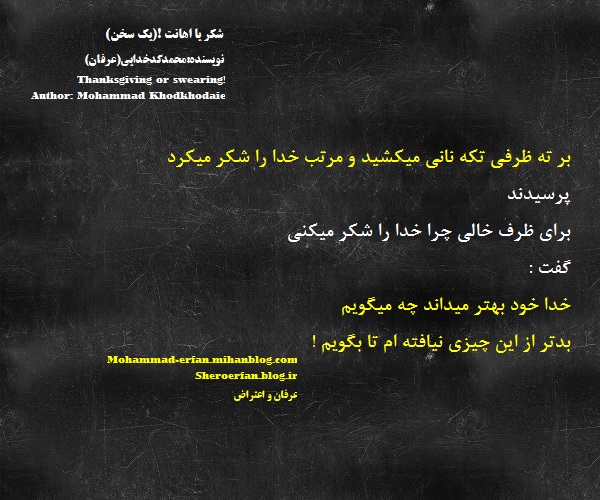 شکر یا اهانت !(یک سخن)
نویسنده:محمدکدخدایی(عرفان)
Thanksgiving or swearing!
Author: Mohammad Khodkhodaie
بر ته ظرفی تکه نانی میکشید و مرتب خدا را شکر میکرد
پرسیدند
برای ظرف خالی چرا خدا را شکر میکنی
گفت :
خدا خود بهتر میداند چه میگویم
بدتر از این چیزی نیافته ام تا بگویم !
Mohammad-erfan.mihanblog.com
Sheroerfan.blog.ir
عرفان و اعتراض